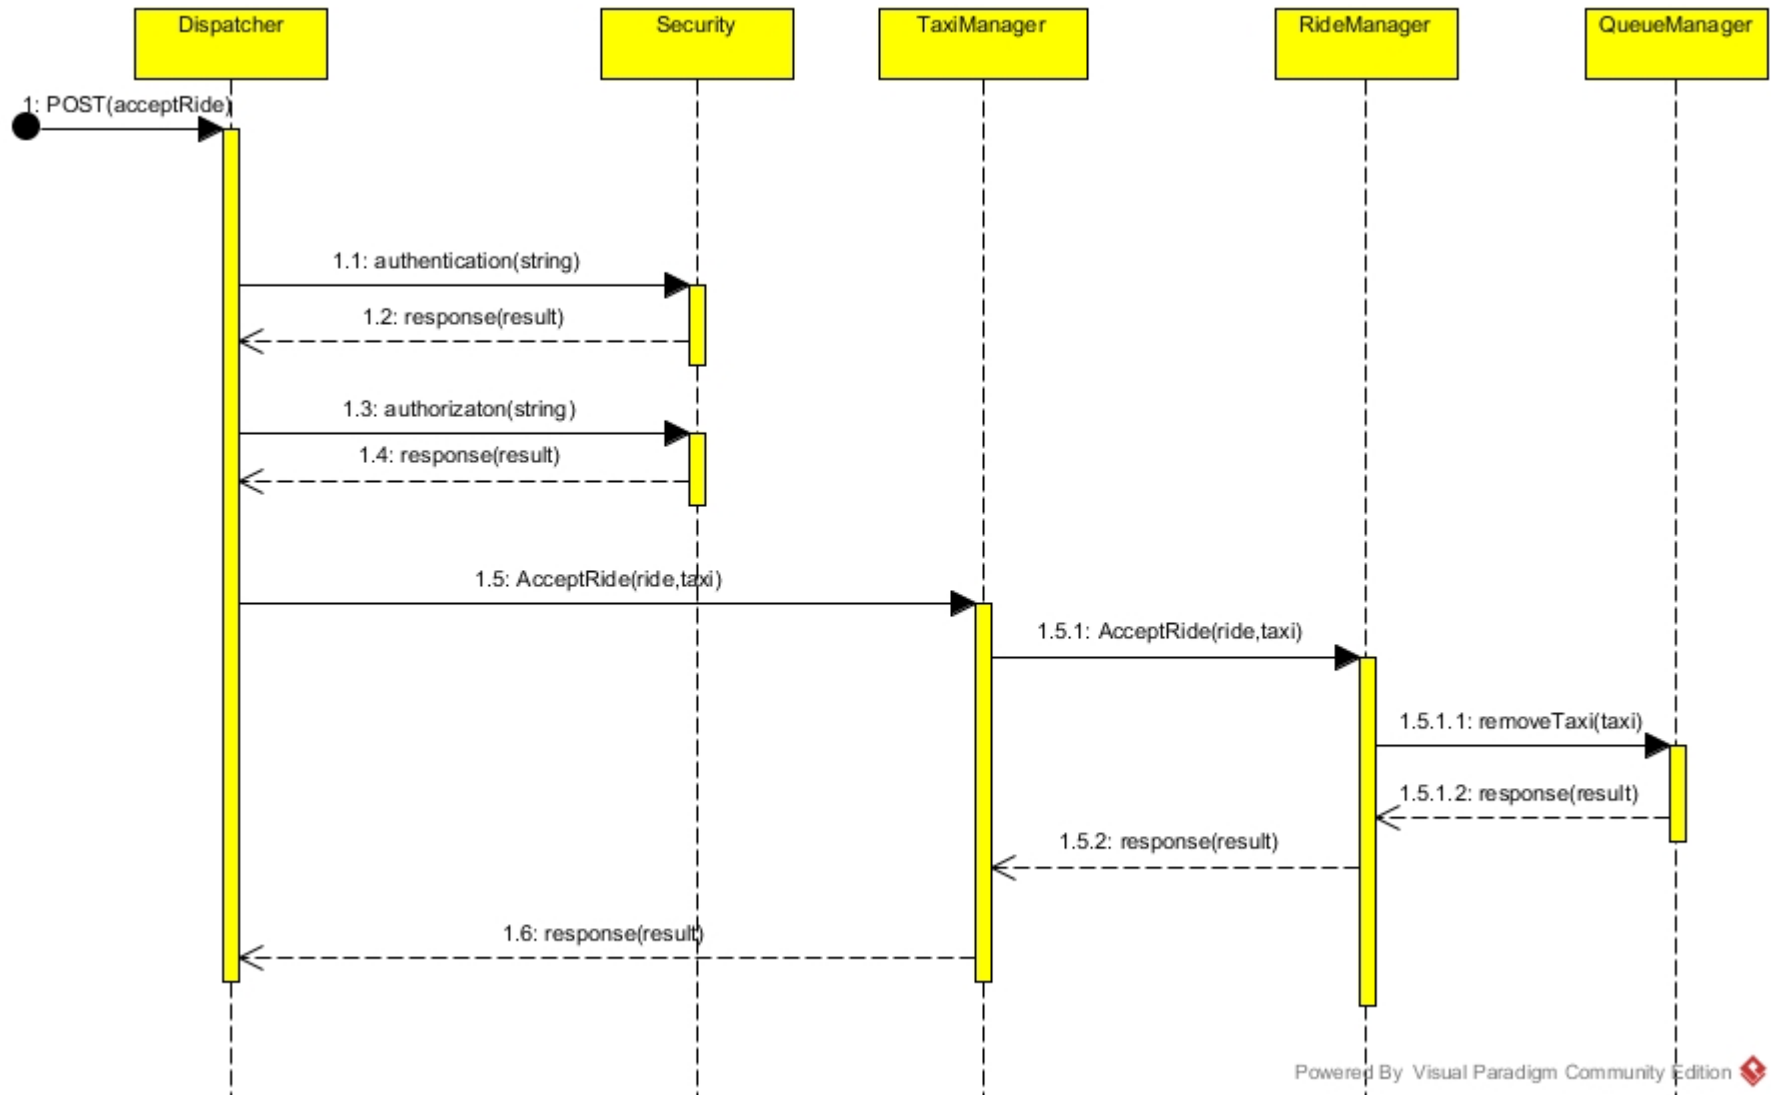 Dispatcher
Security
TaxiManager
RideManager
QueueManager
1: POST(acceptRide)
1.1: authentication(string)
1.2: response(result)
1.3: authorizaton(string)
1.4: response(result)
1.5: AcceptRide(ride,taxi)
1.5.1: AcceptRide(ride,taxi)
1.5.1.1: removeTaxi(taxi)
1.5.1.2: response(result)
1.5.2: response(result)
1.6: response(result)
Powered By Visual Paradigm Community Edition